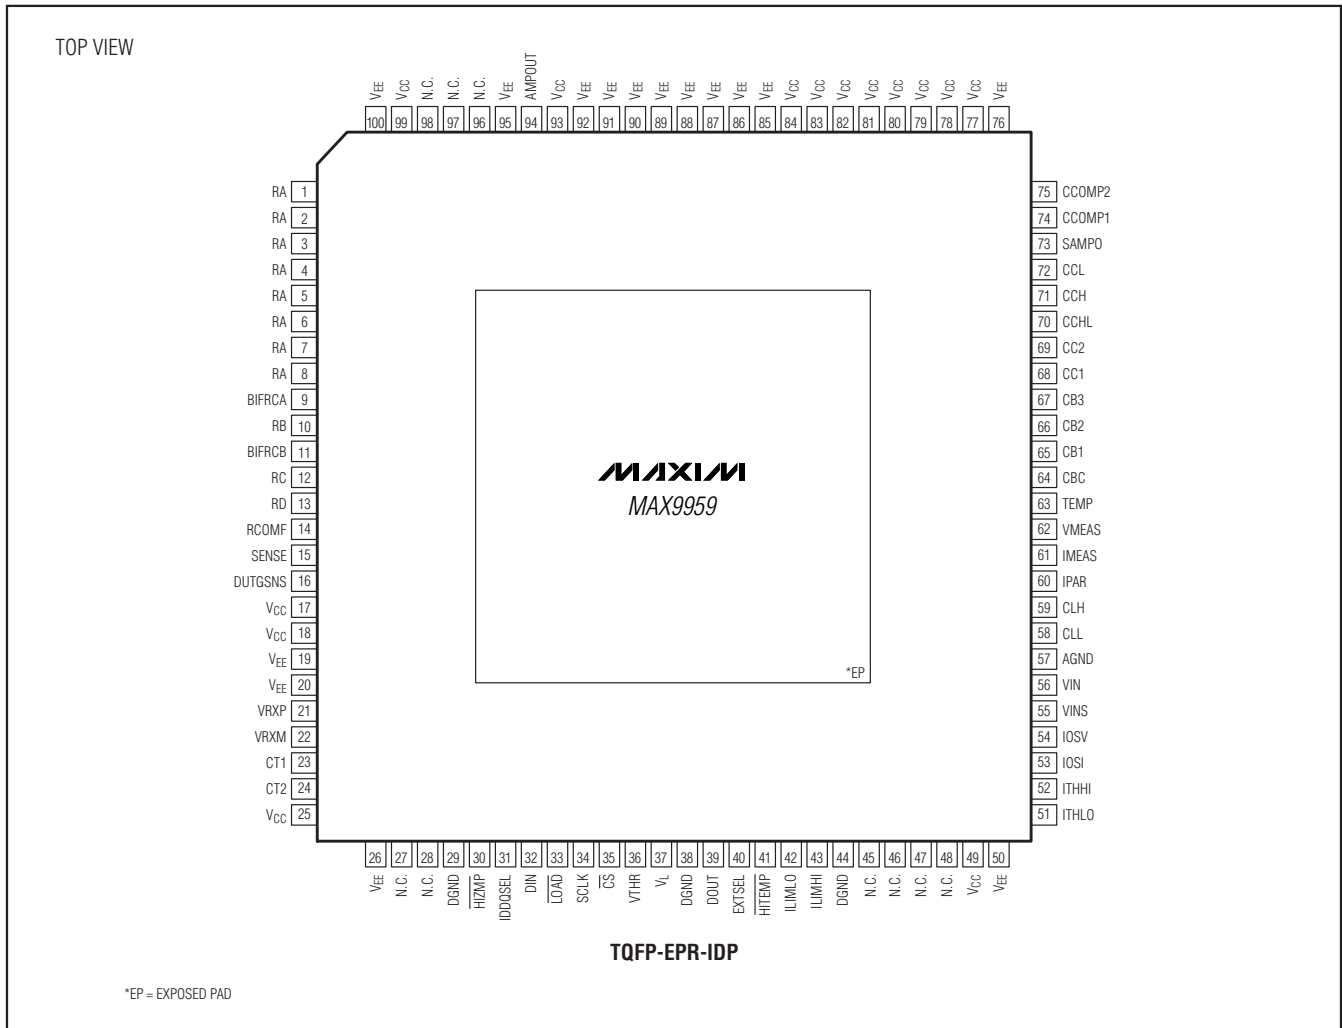 TOP VIEW
VEE VCC N.C. N.C. N.C. VEE AMPOUT VCC VEE VEE VEE VEE VEE VEE VEE VEE VCC VCC VCC VCC VCC VCC VCC VCC VEE
100 99 98 97 96 95 94 93 92 91 90 89 88 87 86 85 84 83 82 81 80 79 78 77 76
RA 1
RA 2
RA 3
RA 4
RA 5
RA 6
RA 7
RA 8
BIFRCA 9
RB 10
BIFRCB 11
RC 12
RD 13
RCOMF 14
SENSE 15
DUTGSNS 16
VCC 17
VCC 18
VEE 19
VEE 20
VRXP 21
VRXM 22
CT1 23
CT2 24
VCC 25
MAXIM
MAX9959
*EP
75 CCOMP2
74 CCOMP1
73 SAMPO
72 CCL
71 CCH
70 CCHL
69 CC2
68 CC1
67 CB3
66 CB2
65 CB1
64 CBC
63 TEMP
62 VMEAS
61 IMEAS
60 IPAR
59 CLH
58 CLL
57 AGND
56 VIN
55 VINS
54 IOSV
53 IOSI
52 ITHHI
51 ITHLO
26 27 28 29 30 31 32 33 34 35 36 37 38 39 40 41 42 43 44 45 46 47 48 49 50
VEE N.C. N.C. DGND HIZMP IDDQSEL DIN LOAD SCLK CS VTHR VL DGND DOUT EXTSEL HITEMP ILIMLO ILIMHI DGND N.C. N.C. N.C. N.C. VCC VEE
TQFP-EPR-IDP
*EP = EXPOSED PAD